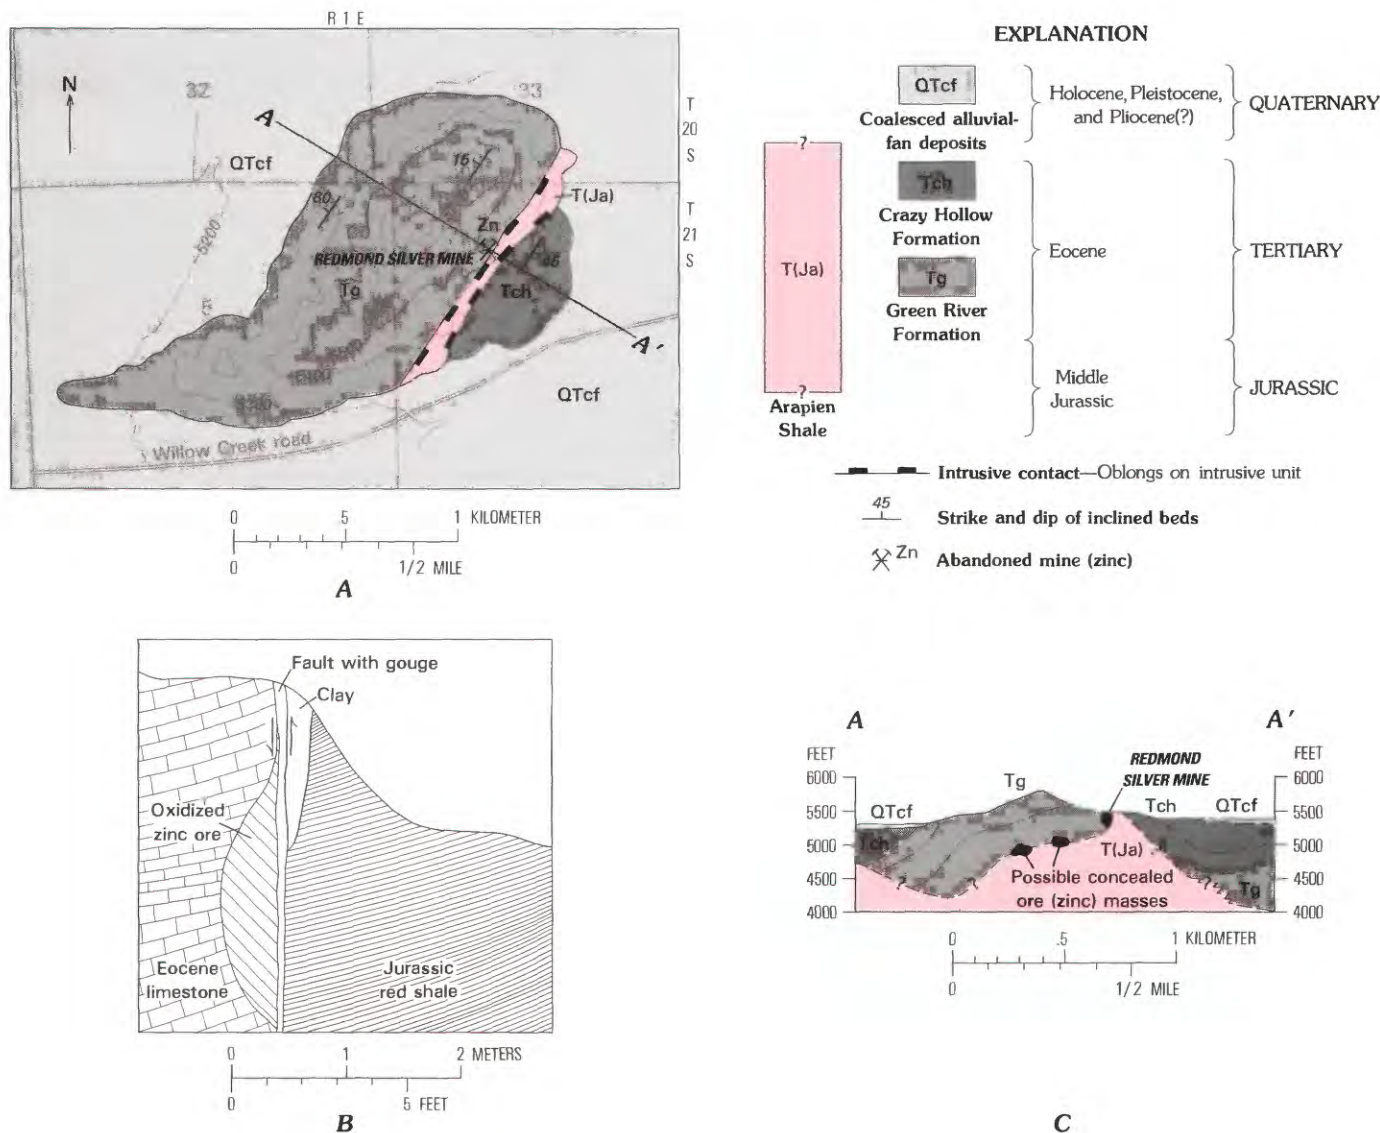 R 1 E
N
32
33
A
QTcf
T
20
S
15
T(Ja)
80
5200
Zn
T
21
S
REDMOND SILVER MINE
45
Tg
Tch
5
A'
QTcf
Willow Creek road
0 5 1 KILOMETER
0 1/2 MILE
A
EXPLANATION
QTcf
Coalesced alluvial-
fan deposits
Holocene, Pleistocene,
and Pliocene(?)
QUATERNARY
?
Tch
Crazy Hollow
Formation
Eocene
TERTIARY
T(Ja)
Tg
Green River
Formation
Middle
Jurassic
JURASSIC
?
Arapien
Shale
Intrusive contact—Oblongs on intrusive unit
45
Strike and dip of inclined beds
Zn
Abandoned mine (zinc)
Fault with gouge
Clay
Oxidized
zinc ore
Eocene
limestone
Jurassic
red shale
0 1 2 METERS
0 5 FEET
B
A
A'
FEET
FEET
REDMOND
SILVER MINE
6000
6000
Tg
5500
QTcf
Tch
QTcf
5500
5000
Tch
T(Ja)
5000
Possible concealed
ore (zinc) masses
4500
?
?
?
Tg
4500
4000
4000
0 .5 1 KILOMETER
0 1/2 MILE
C